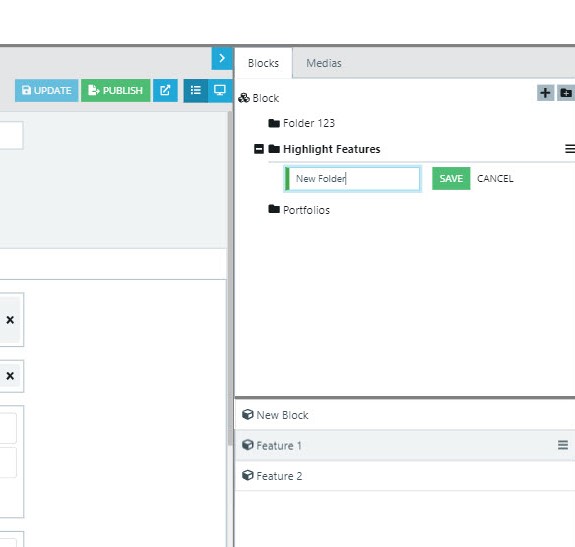 Blocks Medias
UPDATE PUBLISH
Block
Folder 123
Highlight Features
New Folder SAVE CANCEL
Portfolios
New Block
Feature 1
Feature 2